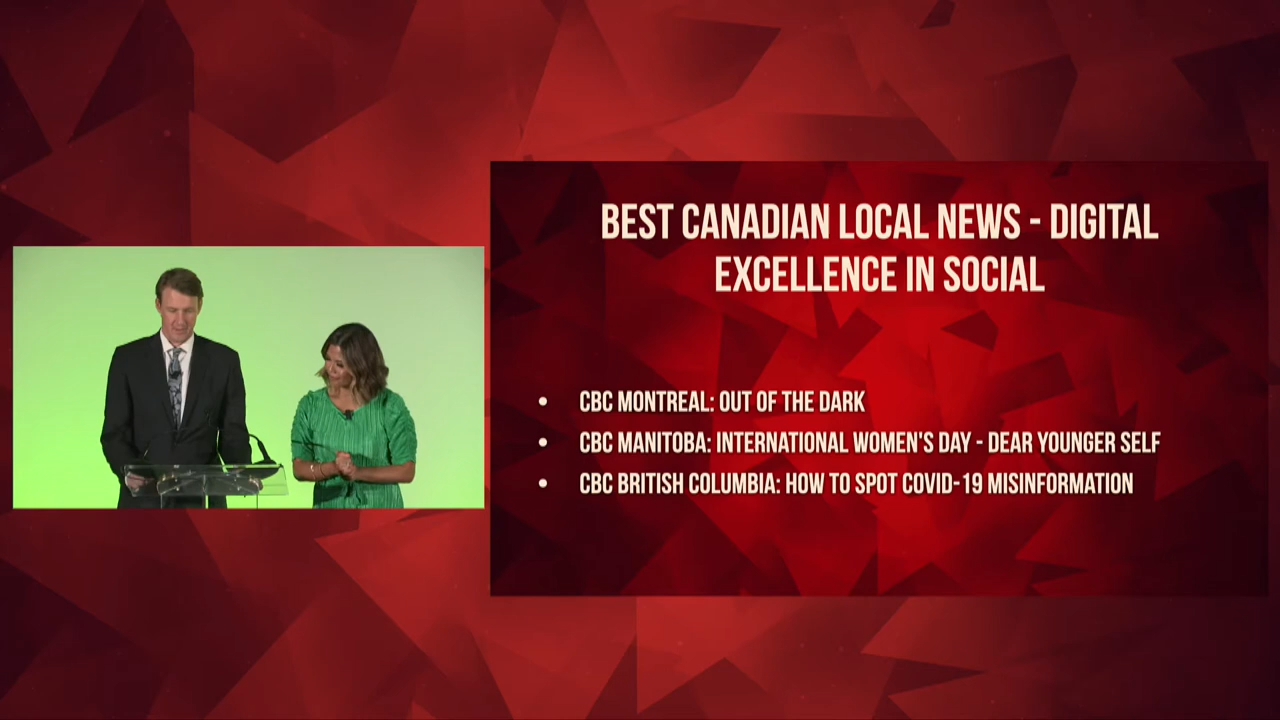 BEST CANADIAN LOCAL NEWS - DIGITAL
EXCELLENCE IN SOCIAL
• CBC MONTREAL: OUT OF THE DARK
• CBC MANITOBA: INTERNATIONAL WOMEN'S DAY - DEAR YOUNGER SELF
• CBC BRITISH COLUMBIA: HOW TO SPOT COVID-19 MISINFORMATION